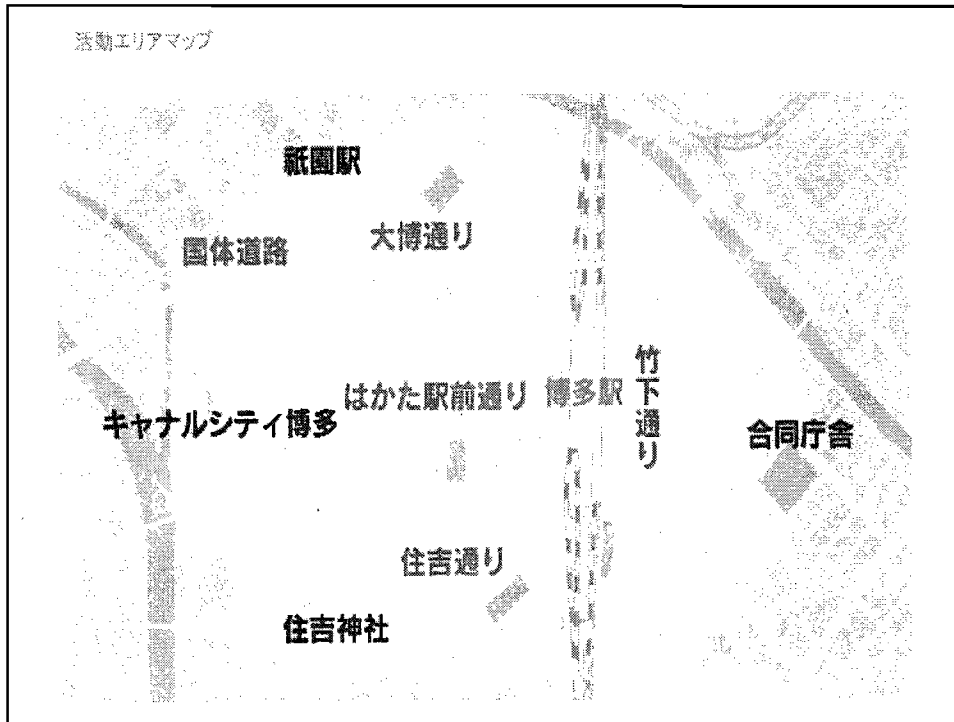 活動エリアマップ
祇園駅
大博通り
国体道路
はかた駅前通り
博多駅
竹下通り
キャナルシティ博多
合同庁舎
住吉通り
住吉神社